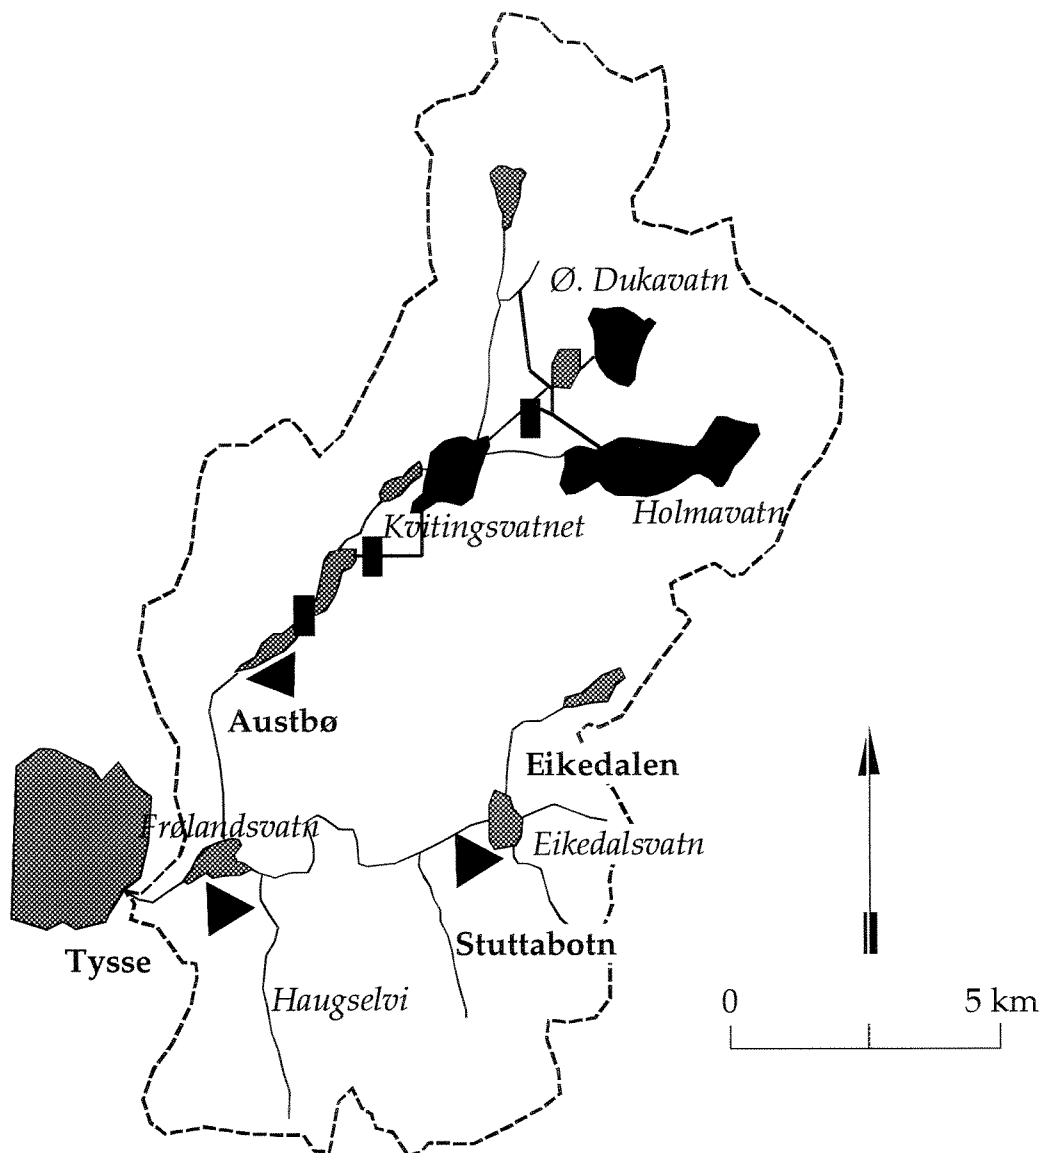 Ø. Dukavatn
Holmavatn
Kvitingsvatnet
Austbø
Eikedalen
Frølandsvatn
Eikedalsvatn
Stuttabotn
Tysse
Haugselvi
0 5 km